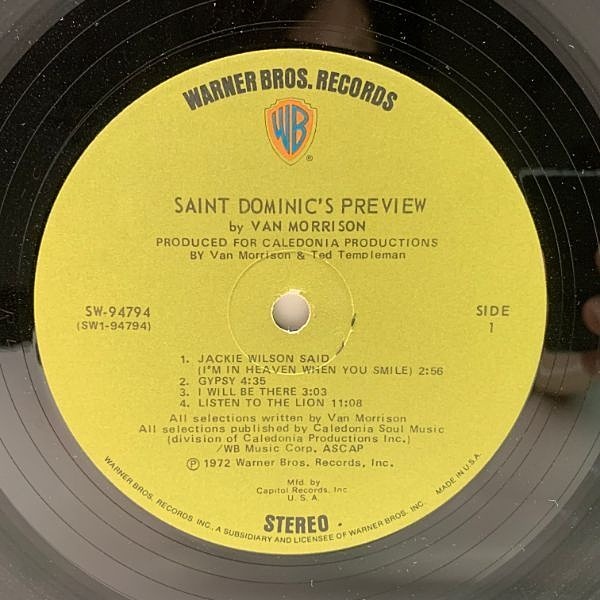 WARNER BROS. RECORDS
WB
®
SAINT DOMINIC'S PREVIEW
by VAN MORRISON
PRODUCED FOR CALEDONIA PRODUCTIONS
BY Van Morrison & Ted Templeman
SW-94794
(SW1-94794)
SIDE
1
1. JACKIE WILSON SAID
(I'M IN HEAVEN WHEN YOU SMILE) 2:56
2. GYPSY 4:35
3. I WILL BE THERE 3:03
4. LISTEN TO THE LION 11:08
All selections written by Van Morrison
All selections published by Caledonia Soul Music
(division of Caledonia Productions Inc.)
/WB Music Corp. ASCAP
℗ 1972 Warner Bros. Records, Inc.
Mfd. by
Capitol Records, Inc.
U.S.A.
STEREO
WARNER BROS. RECORDS INC., A SUBSIDIARY AND LICENSEE OF WARNER BROS. INC. MADE IN U.S.A.